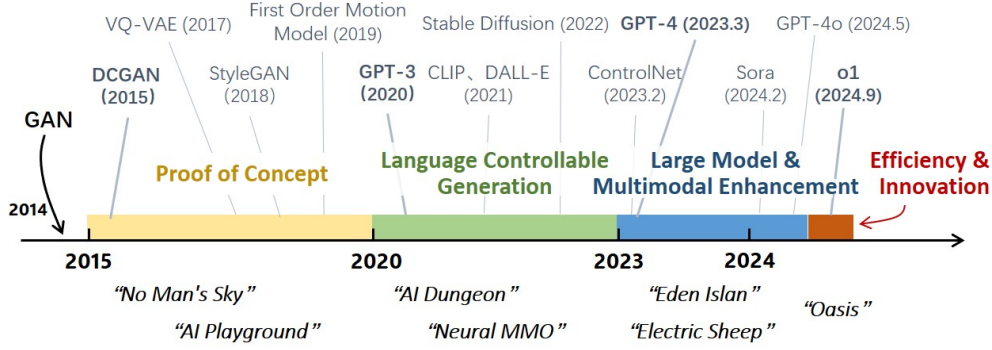 VQ-VAE (2017)
First Order Motion
Model (2019)
Stable Diffusion (2022)
GPT-4 (2023.3)
GPT-4o (2024.5)
DCGAN
(2015)
StyleGAN
(2018)
GPT-3
(2020)
CLIP、DALL-E
(2021)
ControlNet
(2023.2)
Sora
(2024.2)
o1
(2024.9)
GAN
Proof of Concept
Language Controllable
Generation
Large Model &
Multimodal Enhancement
Efficiency &
Innovation
2014
2015
2020
2023
2024
“No Man's Sky”
“AI Dungeon”
“Eden Islan”
“Oasis”
“AI Playground”
“Neural MMO”
“Electric Sheep”